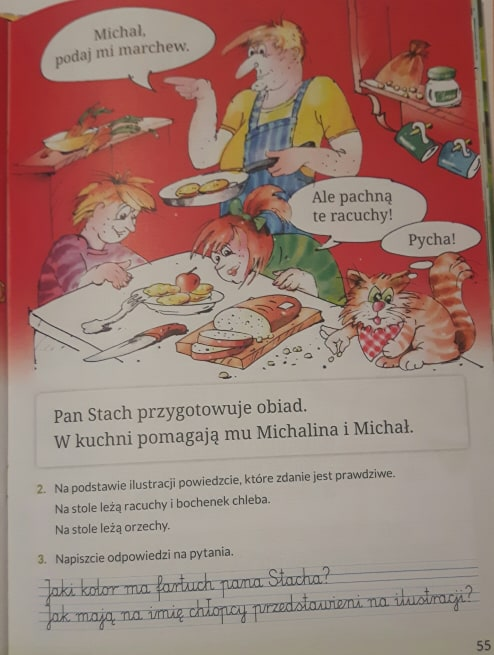 Michał,
podaj mi marchew.
Ale pachną
te racuchy!
Pycha!
Pan Stach przygotowuje obiad.
W kuchni pomagają mu Michalina i Michał.
2. Na podstawie ilustracji powiedzcie, które zdanie jest prawdziwe.
Na stole leżą racuchy i bochenek chleba.
Na stole leżą orzechy.
3. Napiszcie odpowiedzi na pytania.
Jaki kolor ma fartuch pana Stacha?
Jak mają na imię chłopcy przedstawieni na ilustracji?
55